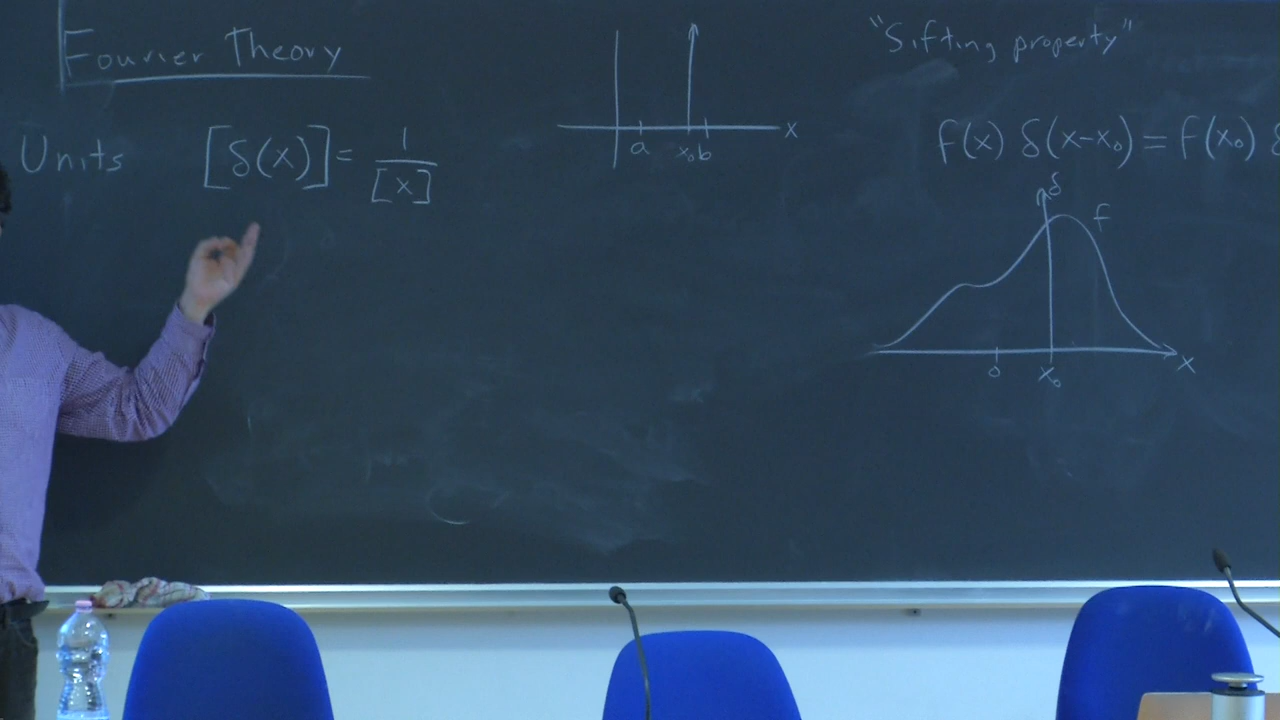 Fourier Theory
Units [δ(x)] = 1/[x]
a x₀ b x
"Sifting property"
f(x) δ(x-x₀) = f(x₀) δ
δ f
0 x₀ x